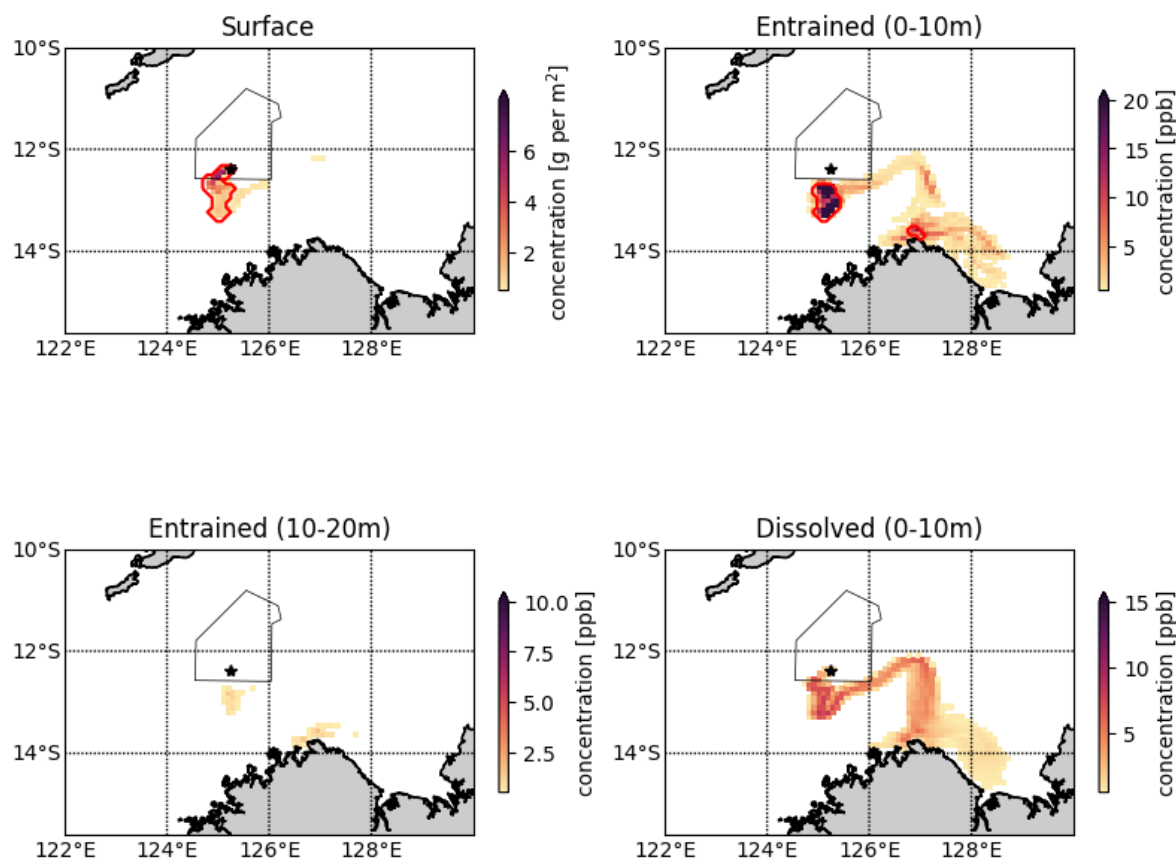 Surface
10°S
12°S
14°S
122°E 124°E 126°E 128°E
6
4
2
concentration [g per m²]
Entrained (0-10m)
10°S
12°S
14°S
122°E 124°E 126°E 128°E
20
15
10
5
concentration [ppb]
Entrained (10-20m)
10°S
12°S
14°S
122°E 124°E 126°E 128°E
10.0
7.5
5.0
2.5
concentration [ppb]
Dissolved (0-10m)
10°S
12°S
14°S
122°E 124°E 126°E 128°E
15
10
5
concentration [ppb]